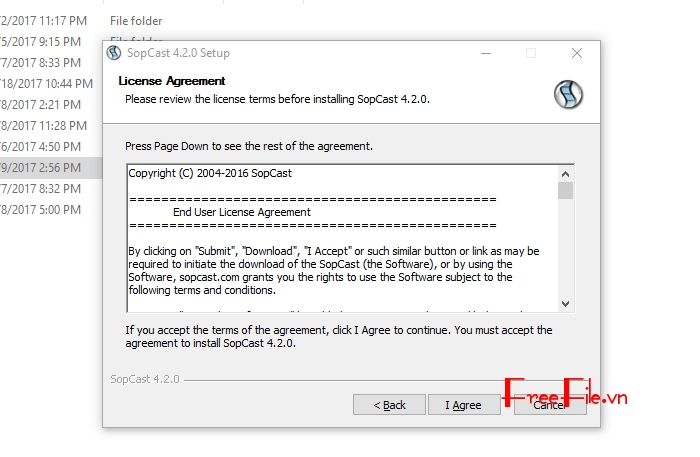 2/2017 11:17 PM File folder
/5/2017 9:15 PM File folder
/7/2017 8:33 PM
/18/2017 10:44 PM
/8/2017 2:21 PM
/8/2017 11:28 PM
/6/2017 4:50 PM
/9/2017 2:56 PM
/7/2017 8:32 PM
/8/2017 5:00 PM
SopCast 4.2.0 Setup
License Agreement
Please review the license terms before installing SopCast 4.2.0.
Press Page Down to see the rest of the agreement.
Copyright (C) 2004-2016 SopCast
=============================================
End User License Agreement
=============================================
By clicking on "Submit", "Download", "I Accept" or such similar button or link as may be
required to initiate the download of the SopCast (the Software), or by using the
Software, sopcast.com grants you the rights to use the Software subject to the
following terms and conditions.
If you accept the terms of the agreement, click I Agree to continue. You must accept the
agreement to install SopCast 4.2.0.
SopCast 4.2.0
< Back I Agree Cancel
FreeFile.vn